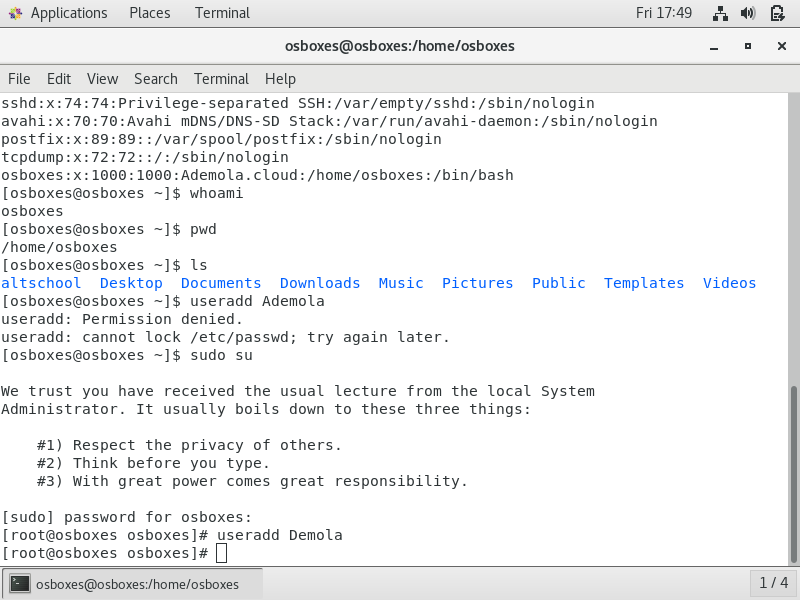 Applications Places Terminal Fri 17:49
osboxes@osboxes:/home/osboxes
File Edit View Search Terminal Help
sshd:x:74:74:Privilege-separated SSH:/var/empty/sshd:/sbin/nologin
avahi:x:70:70:Avahi mDNS/DNS-SD Stack:/var/run/avahi-daemon:/sbin/nologin
postfix:x:89:89::/var/spool/postfix:/sbin/nologin
tcpdump:x:72:72::/:/sbin/nologin
osboxes:x:1000:1000:Ademola.cloud:/home/osboxes:/bin/bash
[osboxes@osboxes ~]$ whoami
osboxes
[osboxes@osboxes ~]$ pwd
/home/osboxes
[osboxes@osboxes ~]$ ls
altschool Desktop Documents Downloads Music Pictures Public Templates Videos
[osboxes@osboxes ~]$ useradd Ademola
useradd: Permission denied.
useradd: cannot lock /etc/passwd; try again later.
[osboxes@osboxes ~]$ sudo su
We trust you have received the usual lecture from the local System
Administrator. It usually boils down to these three things:
#1) Respect the privacy of others.
#2) Think before you type.
#3) With great power comes great responsibility.
[sudo] password for osboxes:
[root@osboxes osboxes]# useradd Demola
[root@osboxes osboxes]#
osboxes@osboxes:/home/osboxes 1 / 4